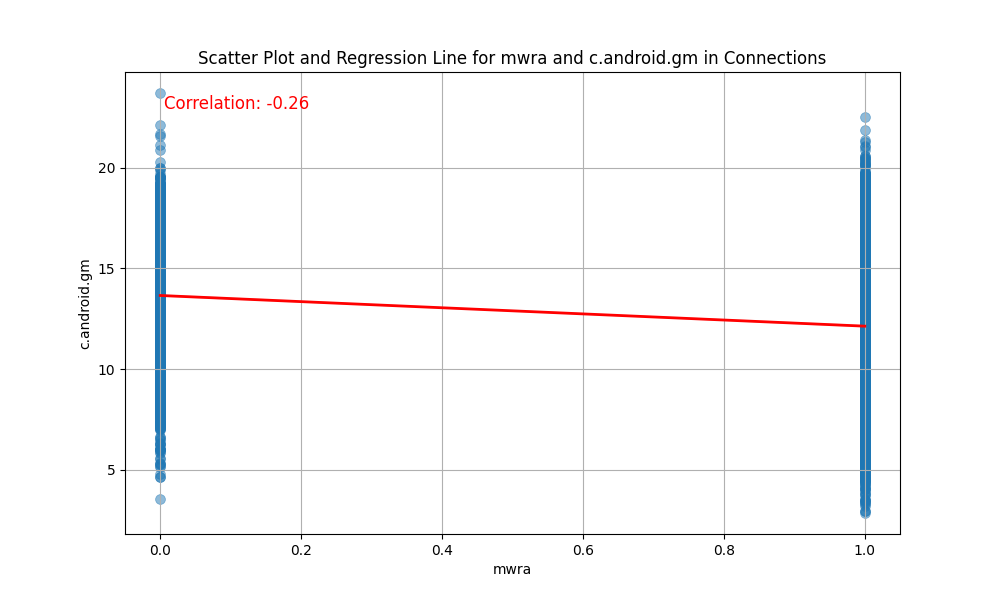 Scatter Plot and Regression Line for mwra and c.android.gm in Connections
Correlation: -0.26
20
15
10
5
c.android.gm
0.0 0.2 0.4 0.6 0.8 1.0
mwra